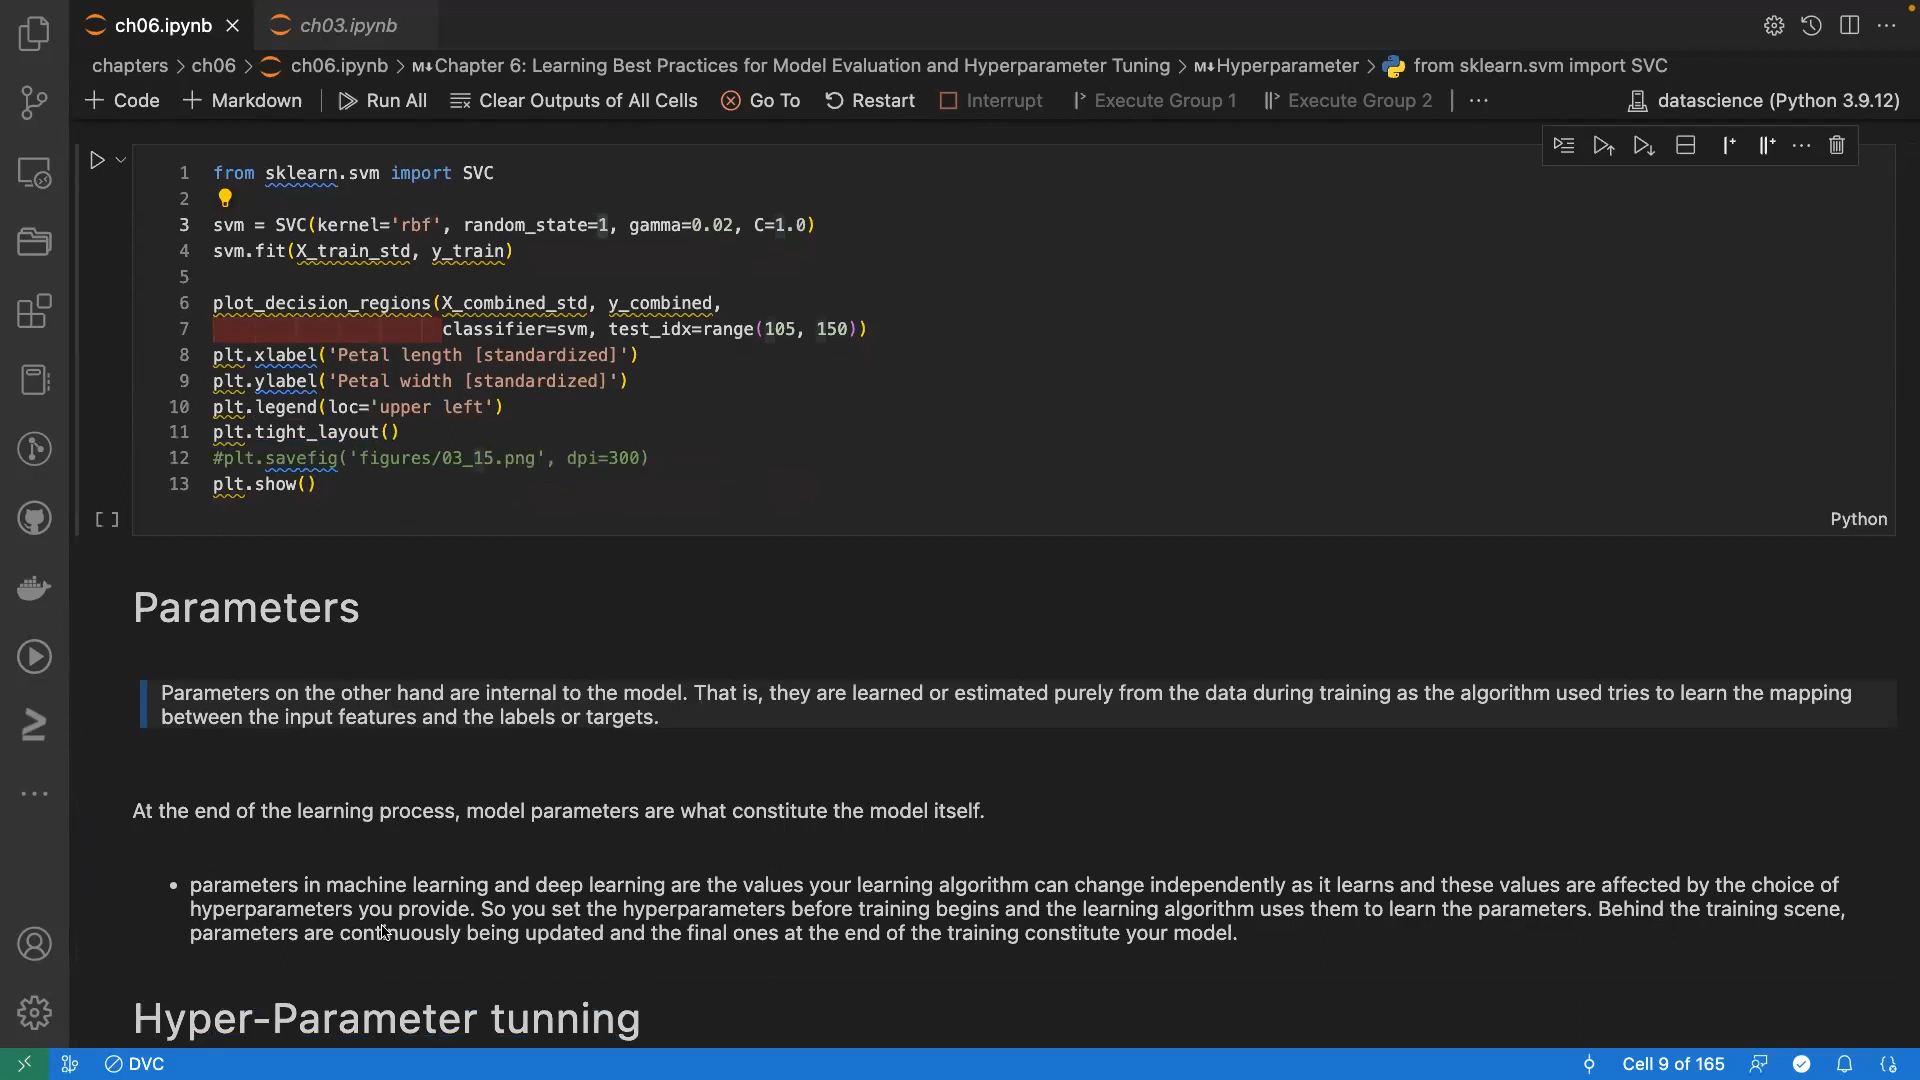 ch06.ipynb
ch03.ipynb
chapters > ch06 > ch06.ipynb > M↓Chapter 6: Learning Best Practices for Model Evaluation and Hyperparameter Tuning > M↓Hyperparameter > from sklearn.svm import SVC
+ Code + Markdown Run All Clear Outputs of All Cells Go To Restart Interrupt Execute Group 1 Execute Group 2 ··· datascience (Python 3.9.12)
1 from sklearn.svm import SVC
2
3 svm = SVC(kernel='rbf', random_state=1, gamma=0.02, C=1.0)
4 svm.fit(X_train_std, y_train)
5
6 plot_decision_regions(X_combined_std, y_combined,
7 classifier=svm, test_idx=range(105, 150))
8 plt.xlabel('Petal length [standardized]')
9 plt.ylabel('Petal width [standardized]')
10 plt.legend(loc='upper left')
11 plt.tight_layout()
12 #plt.savefig('figures/03_15.png', dpi=300)
13 plt.show()
[ ] Python
Parameters
Parameters on the other hand are internal to the model. That is, they are learned or estimated purely from the data during training as the algorithm used tries to learn the mapping
between the input features and the labels or targets.
At the end of the learning process, model parameters are what constitute the model itself.
• parameters in machine learning and deep learning are the values your learning algorithm can change independently as it learns and these values are affected by the choice of
hyperparameters you provide. So you set the hyperparameters before training begins and the learning algorithm uses them to learn the parameters. Behind the training scene,
parameters are continuously being updated and the final ones at the end of the training constitute your model.
Hyper-Parameter tunning
DVC Cell 9 of 165